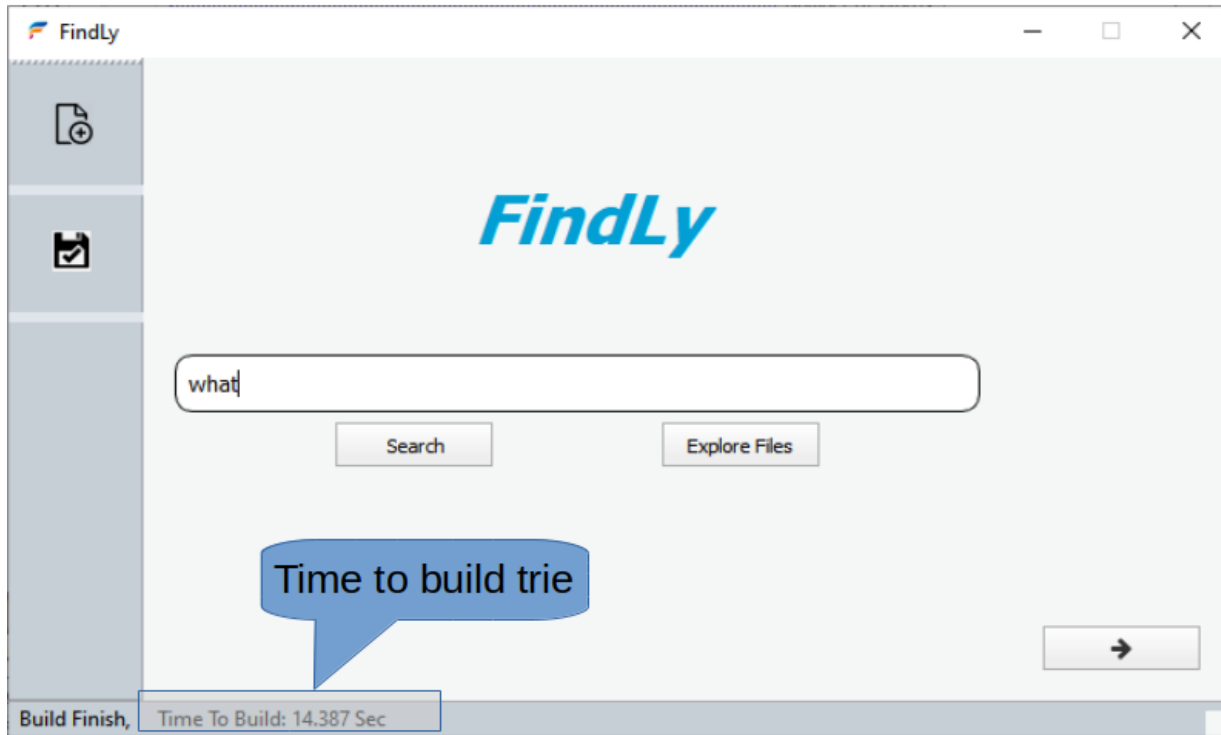 FindLy
FindLy
what
Search Explore Files
Time to build trie
Build Finish, Time To Build: 14.387 Sec